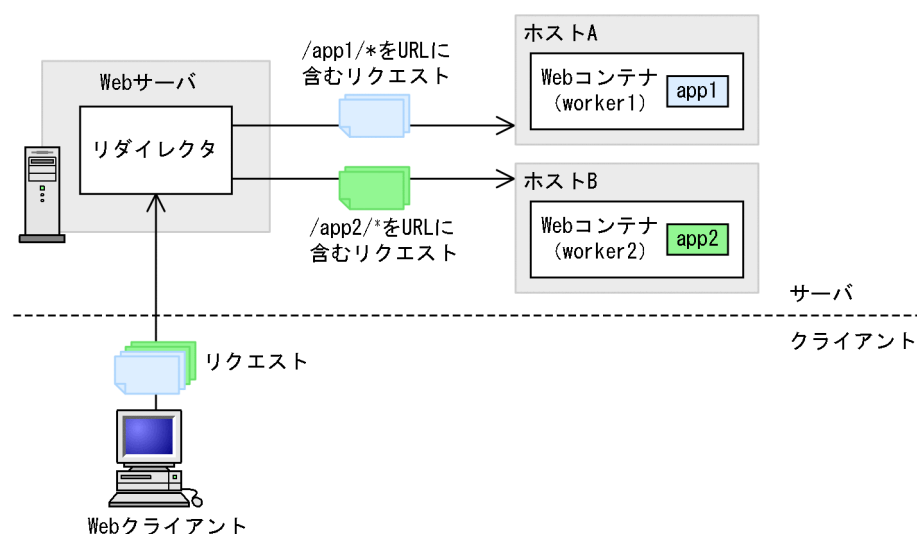 ホストA
/app1/*をURLに
含むリクエスト
Webサーバ
Webコンテナ
(worker1)
app1
リダイレクタ
ホストB
/app2/*をURLに
含むリクエスト
Webコンテナ
(worker2)
app2
サーバ
クライアント
リクエスト
Webクライアント